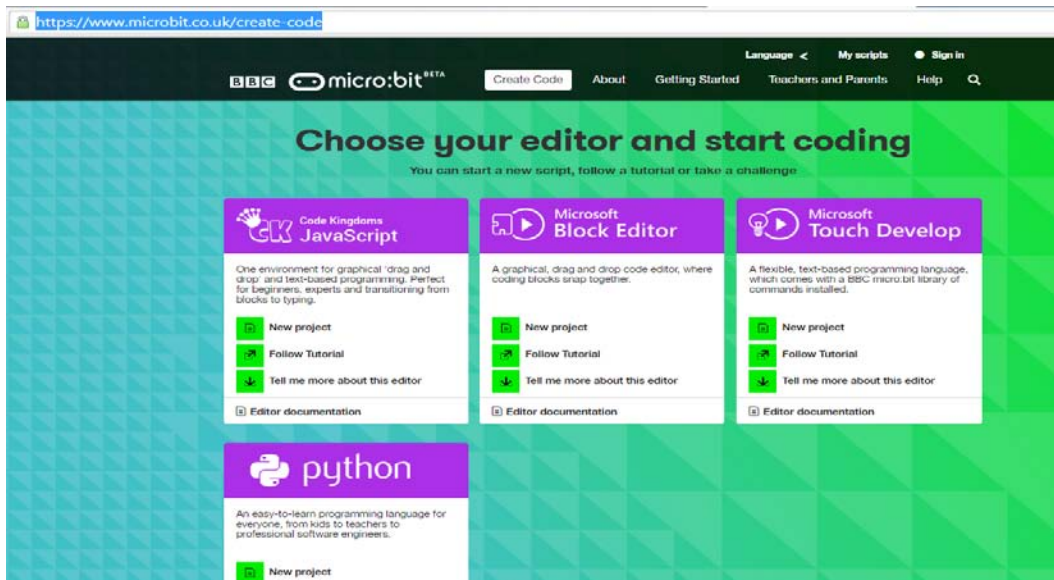 https://www.microbit.co.uk/create-code
Language < My scripts Sign in
BBC micro:bit BETA Create Code About Getting Started Teachers and Parents Help
Choose your editor and start coding
You can start a new script, follow a tutorial or take a challenge
Code Kingdoms
CK JavaScript
One environment for graphical 'drag and
drop' and text-based programming. Perfect
for beginners, experts and transitioning from
blocks to typing.
New project
Follow Tutorial
Tell me more about this editor
Editor documentation
Microsoft
Block Editor
A graphical, drag and drop code editor, where
coding blocks snap together.
New project
Follow Tutorial
Tell me more about this editor
Editor documentation
Microsoft
Touch Develop
A flexible, text-based programming language,
which comes with a BBC micro:bit library of
commands installed.
New project
Follow Tutorial
Tell me more about this editor
Editor documentation
python
An easy-to-learn programming language for
everyone, from kids to teachers to
professional software engineers.
New project